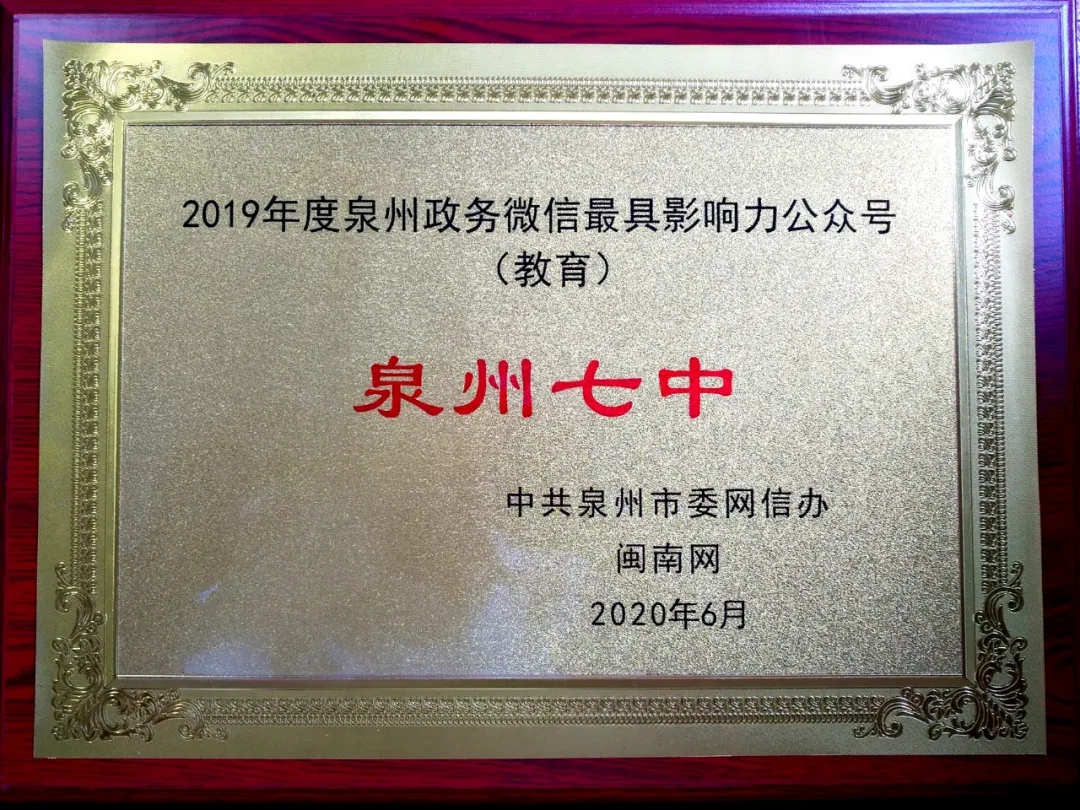 2019年度泉州政务微信最具影响力公众号
（教育）
泉州七中
中共泉州市委网信办
闽南网
2020年6月